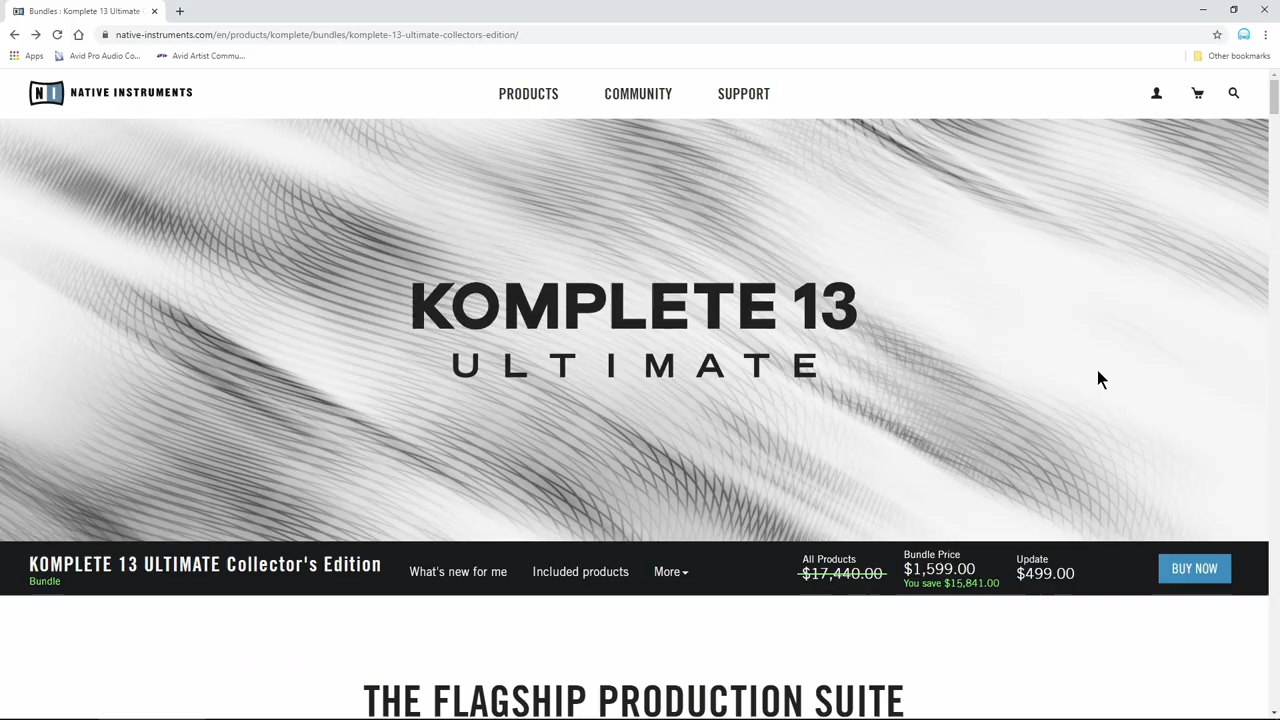 Bundles : Komplete 13 Ultimate
native-instruments.com/en/products/komplete/bundles/komplete-13-ultimate-collectors-edition/
Apps
Avid Pro Audio Co...
Avid Artist Commu...
Other bookmarks
NI NATIVE INSTRUMENTS
PRODUCTS
COMMUNITY
SUPPORT
KOMPLETE 13
ULTIMATE
KOMPLETE 13 ULTIMATE Collector's Edition
Bundle
What's new for me
Included products
More
All Products
$17,440.00
Bundle Price
$1,599.00
You save $15,841.00
Update
$499.00
BUY NOW
THE FLAGSHIP PRODUCTION SUITE